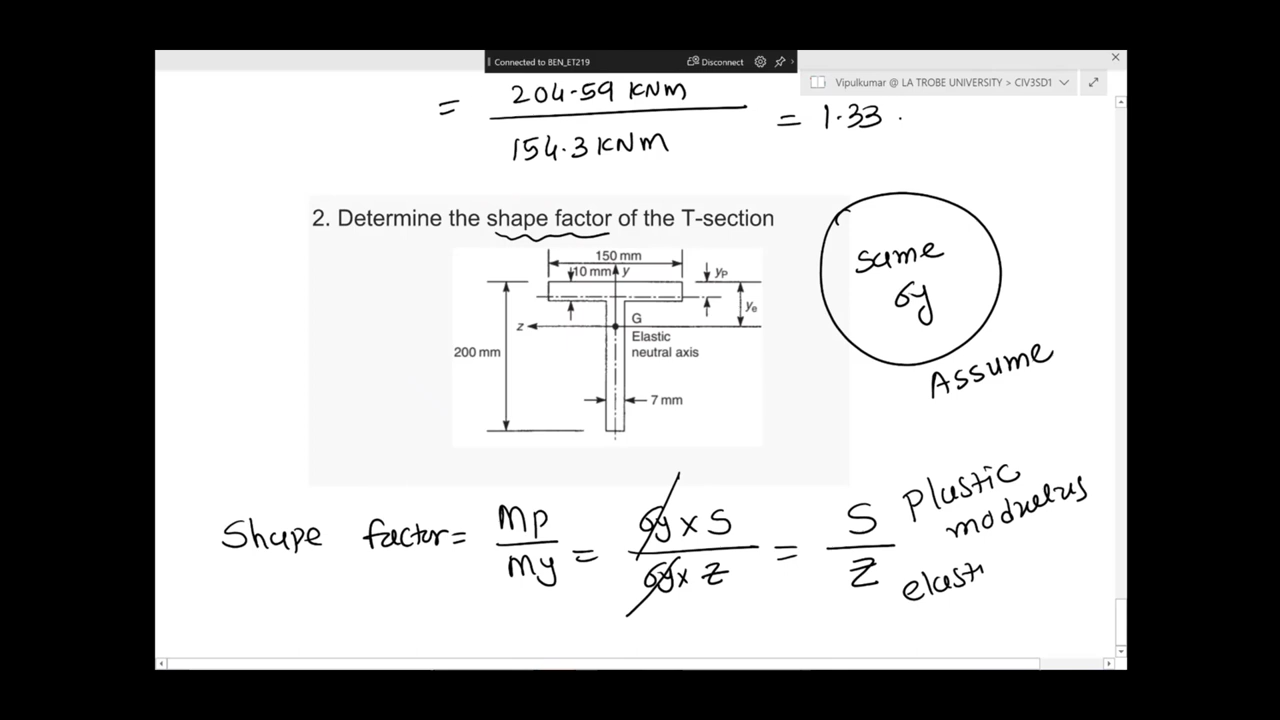 Connected to BEN_ET219 Disconnect
Vipulkumar @ LA TROBE UNIVERSITY > CIV3SD1
= 204.59 KNm / 154.3 KNm = 1.33.
2. Determine the shape factor of the T-section
150 mm
10 mm y yP
ye
z G
Elastic
neutral axis
200 mm
7 mm
Same
σy
Assume
Shape factor = Mp / My = σy x S / σy x Z = S / Z
Plastic
modulus
elasti